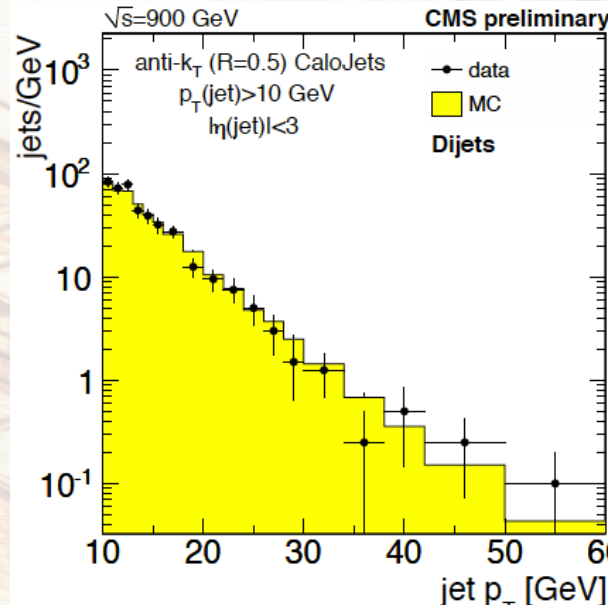 √s=900 GeV CMS preliminary
anti-k_T (R=0.5) CaloJets
p_T(jet)>10 GeV
|η(jet)|<3
data
MC
Dijets
jets/GeV
10³
10²
10
1
10⁻¹
10 20 30 40 50 60
jet p_T [GeV]